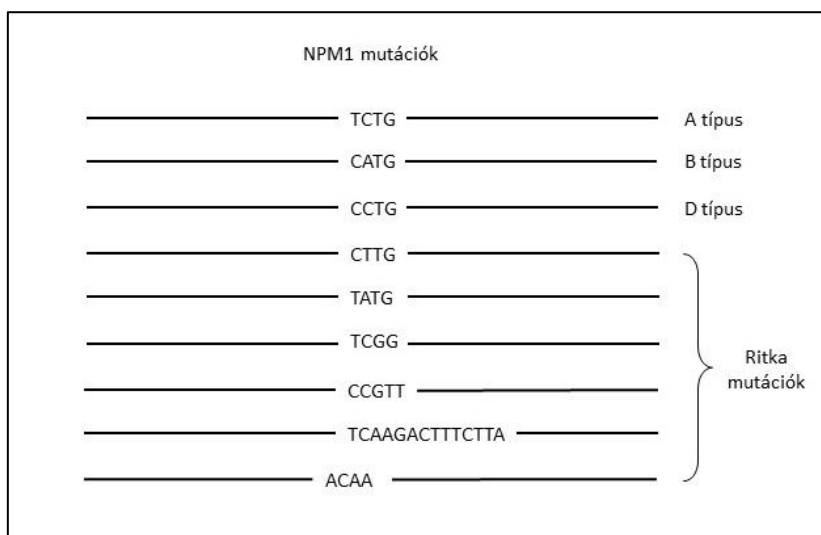 NPM1 mutációk
TCTG A típus
CATG B típus
CCTG D típus
CTTG
TATG
TCGG
CCGTT
TCAAGACTTTCTTA
ACAA
Ritka
mutációk